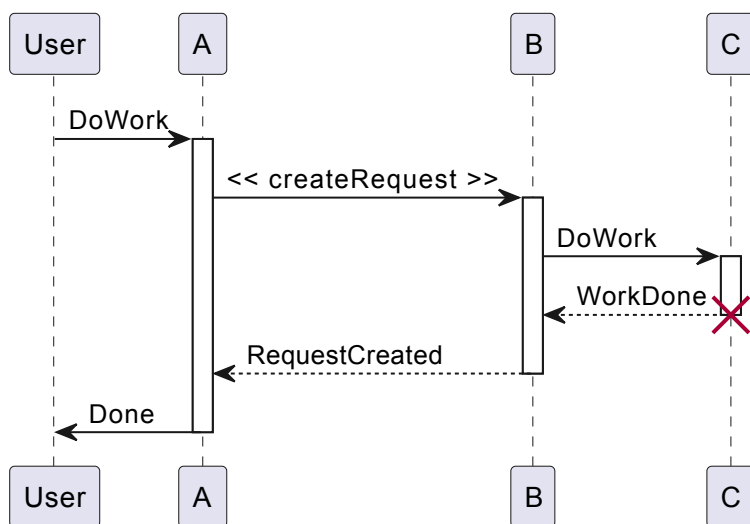 User A B C
DoWork
<< createRequest >>
DoWork
WorkDone
RequestCreated
Done
User A B C